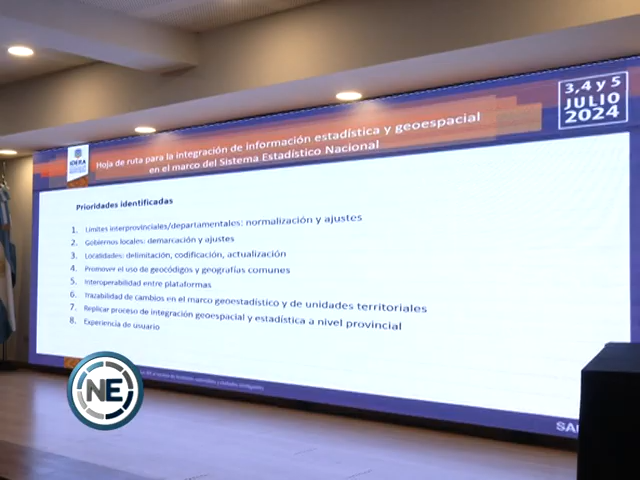 3, 4 y 5
JULIO
2024
IDERA
Hoja de ruta para la integración de información estadística y geoespacial
en el marco del Sistema Estadístico Nacional
Prioridades identificadas
1. Límites interprovinciales/departamentales: normalización y ajustes
2. Gobiernos locales: demarcación y ajustes
3. Localidades: delimitación, codificación, actualización
4. Promover el uso de geocódigos y geografías comunes
5. Interoperabilidad entre plataformas
6. Trazabilidad de cambios en el marco geoestadístico y de unidades territoriales
7. Replicar proceso de integración geoespacial y estadística a nivel provincial
8. Experiencia de usuario
NE